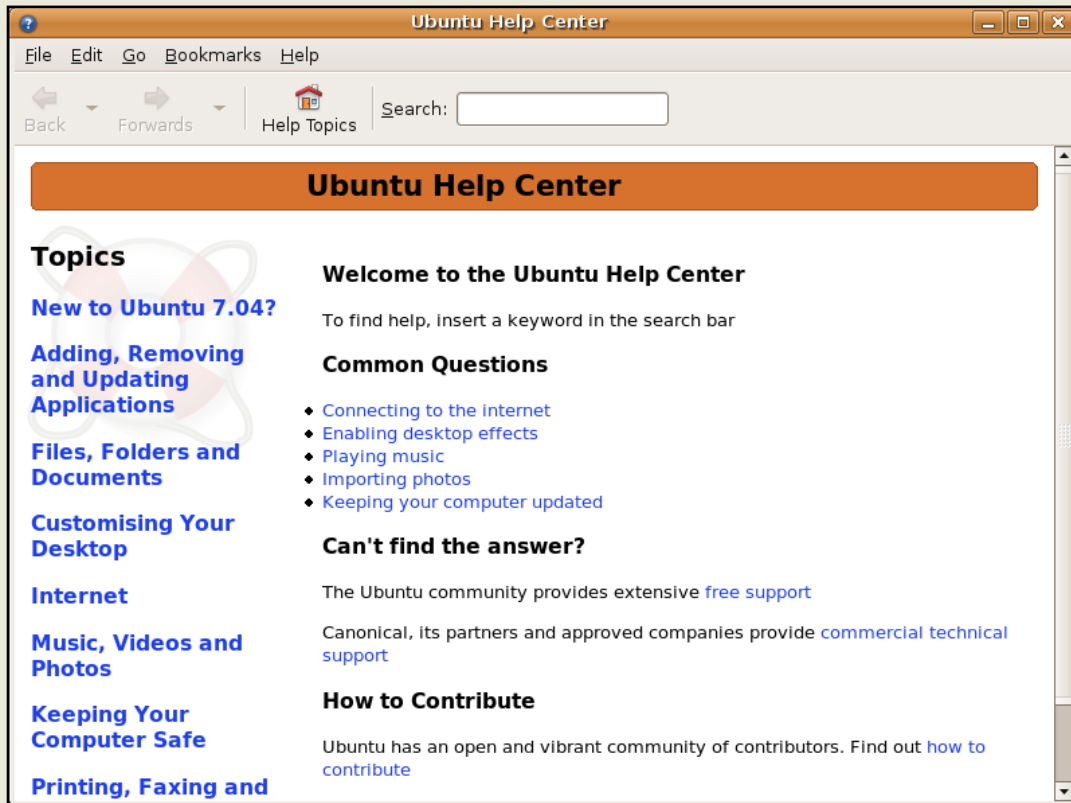 Ubuntu Help Center
File Edit Go Bookmarks Help
Back Forwards Help Topics Search:
Ubuntu Help Center
Topics
New to Ubuntu 7.04?
Adding, Removing
and Updating
Applications
Files, Folders and
Documents
Customising Your
Desktop
Internet
Music, Videos and
Photos
Keeping Your
Computer Safe
Printing, Faxing and
Welcome to the Ubuntu Help Center
To find help, insert a keyword in the search bar
Common Questions
Connecting to the internet
Enabling desktop effects
Playing music
Importing photos
Keeping your computer updated
Can't find the answer?
The Ubuntu community provides extensive free support
Canonical, its partners and approved companies provide commercial technical
support
How to Contribute
Ubuntu has an open and vibrant community of contributors. Find out how to
contribute